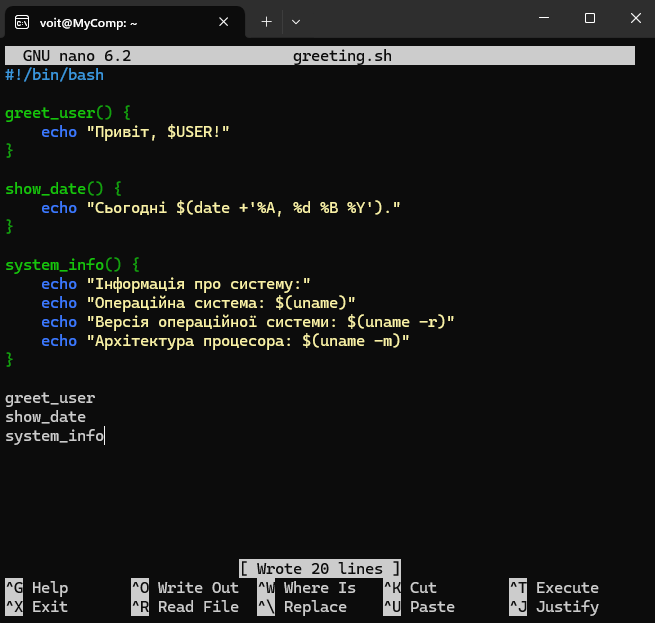 voit@MyComp: ~
GNU nano 6.2 greeting.sh
#!/bin/bash
greet_user() {
    echo "Привіт, $USER!"
}
show_date() {
    echo "Сьогодні $(date +'%A, %d %B %Y')."
}
system_info() {
    echo "Інформація про систему:"
    echo "Операційна система: $(uname)"
    echo "Версія операційної системи: $(uname -r)"
    echo "Архітектура процесора: $(uname -m)"
}
greet_user
show_date
system_info
[ Wrote 20 lines ]
^G Help ^O Write Out ^W Where Is ^K Cut ^T Execute
^X Exit ^R Read File ^\ Replace ^U Paste ^J Justify